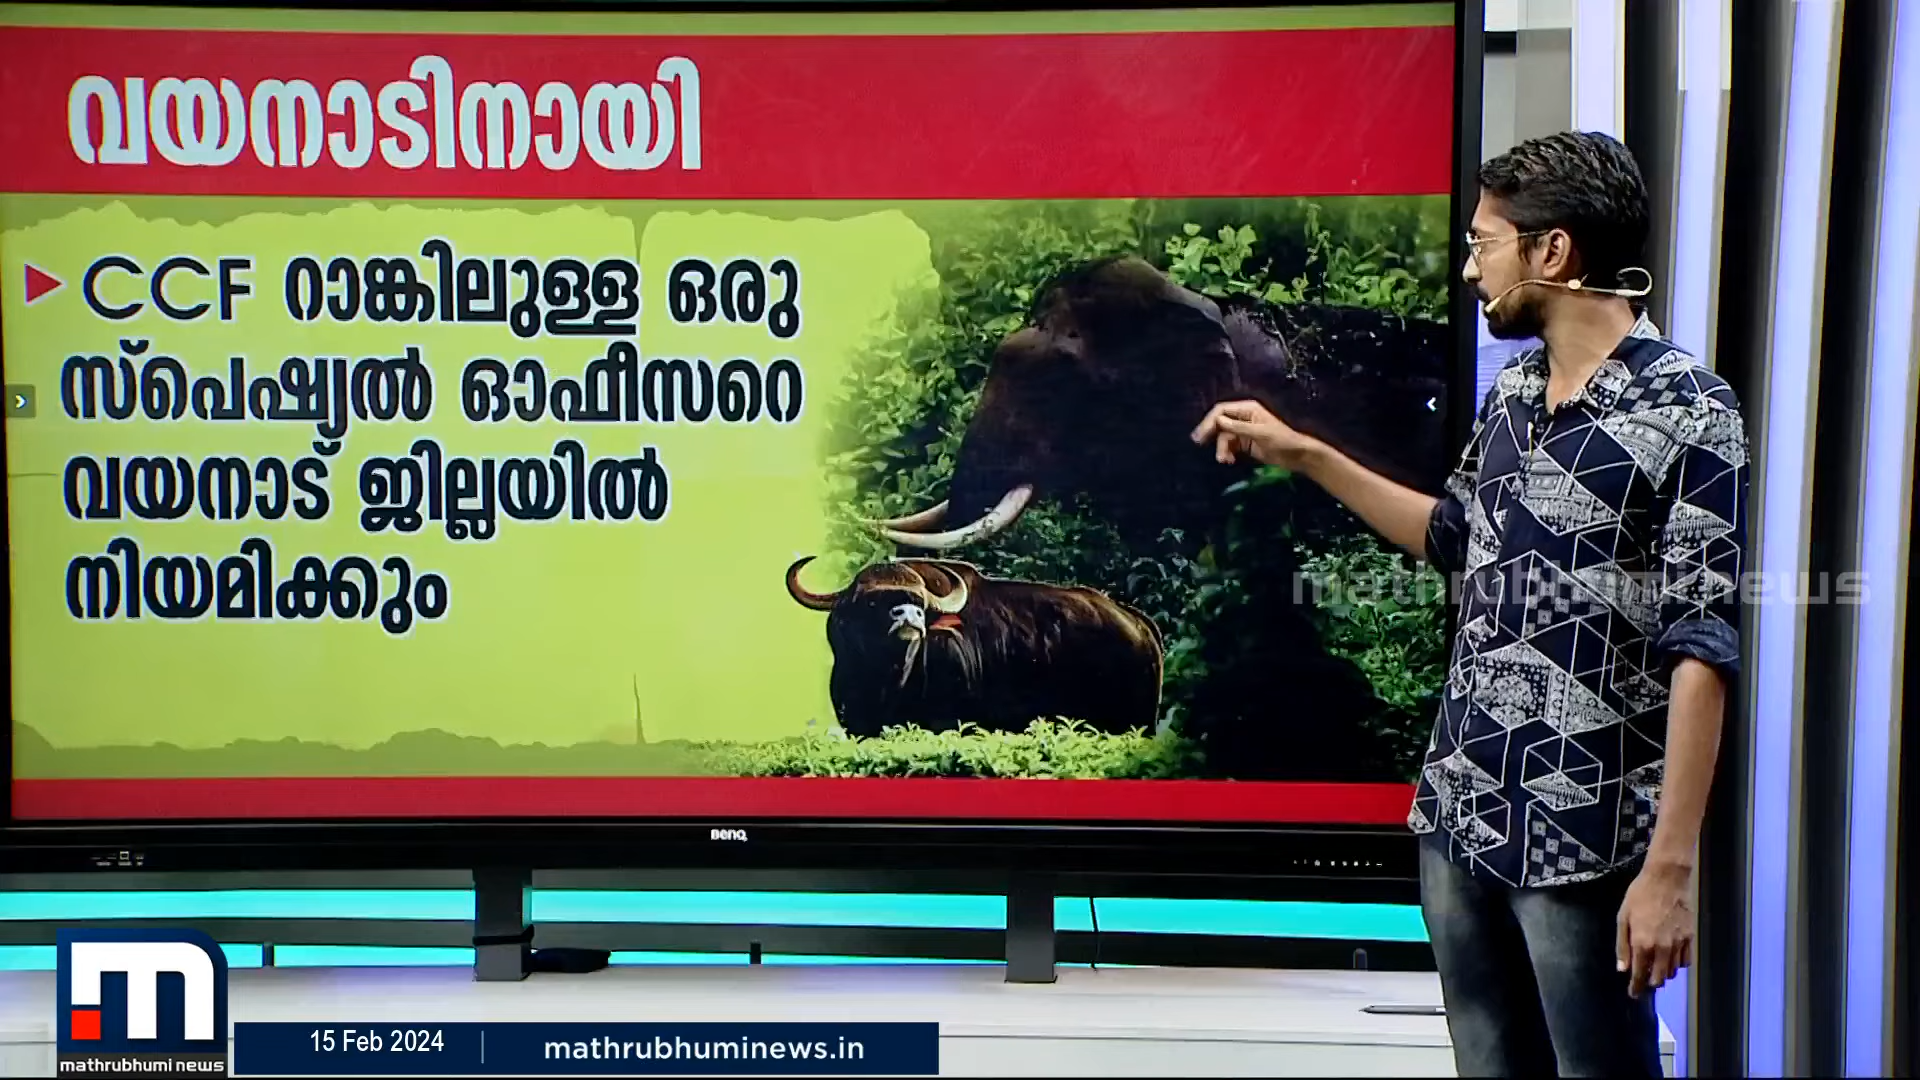 വയനാടിനായി
CCF റാങ്കിലുള്ള ഒരു
സ്പെഷ്യൽ ഓഫീസറെ
വയനാട് ജില്ലയിൽ
നിയമിക്കും
mathrubhuminews
BenQ
mathrubhumi news
15 Feb 2024
mathrubhuminews.in